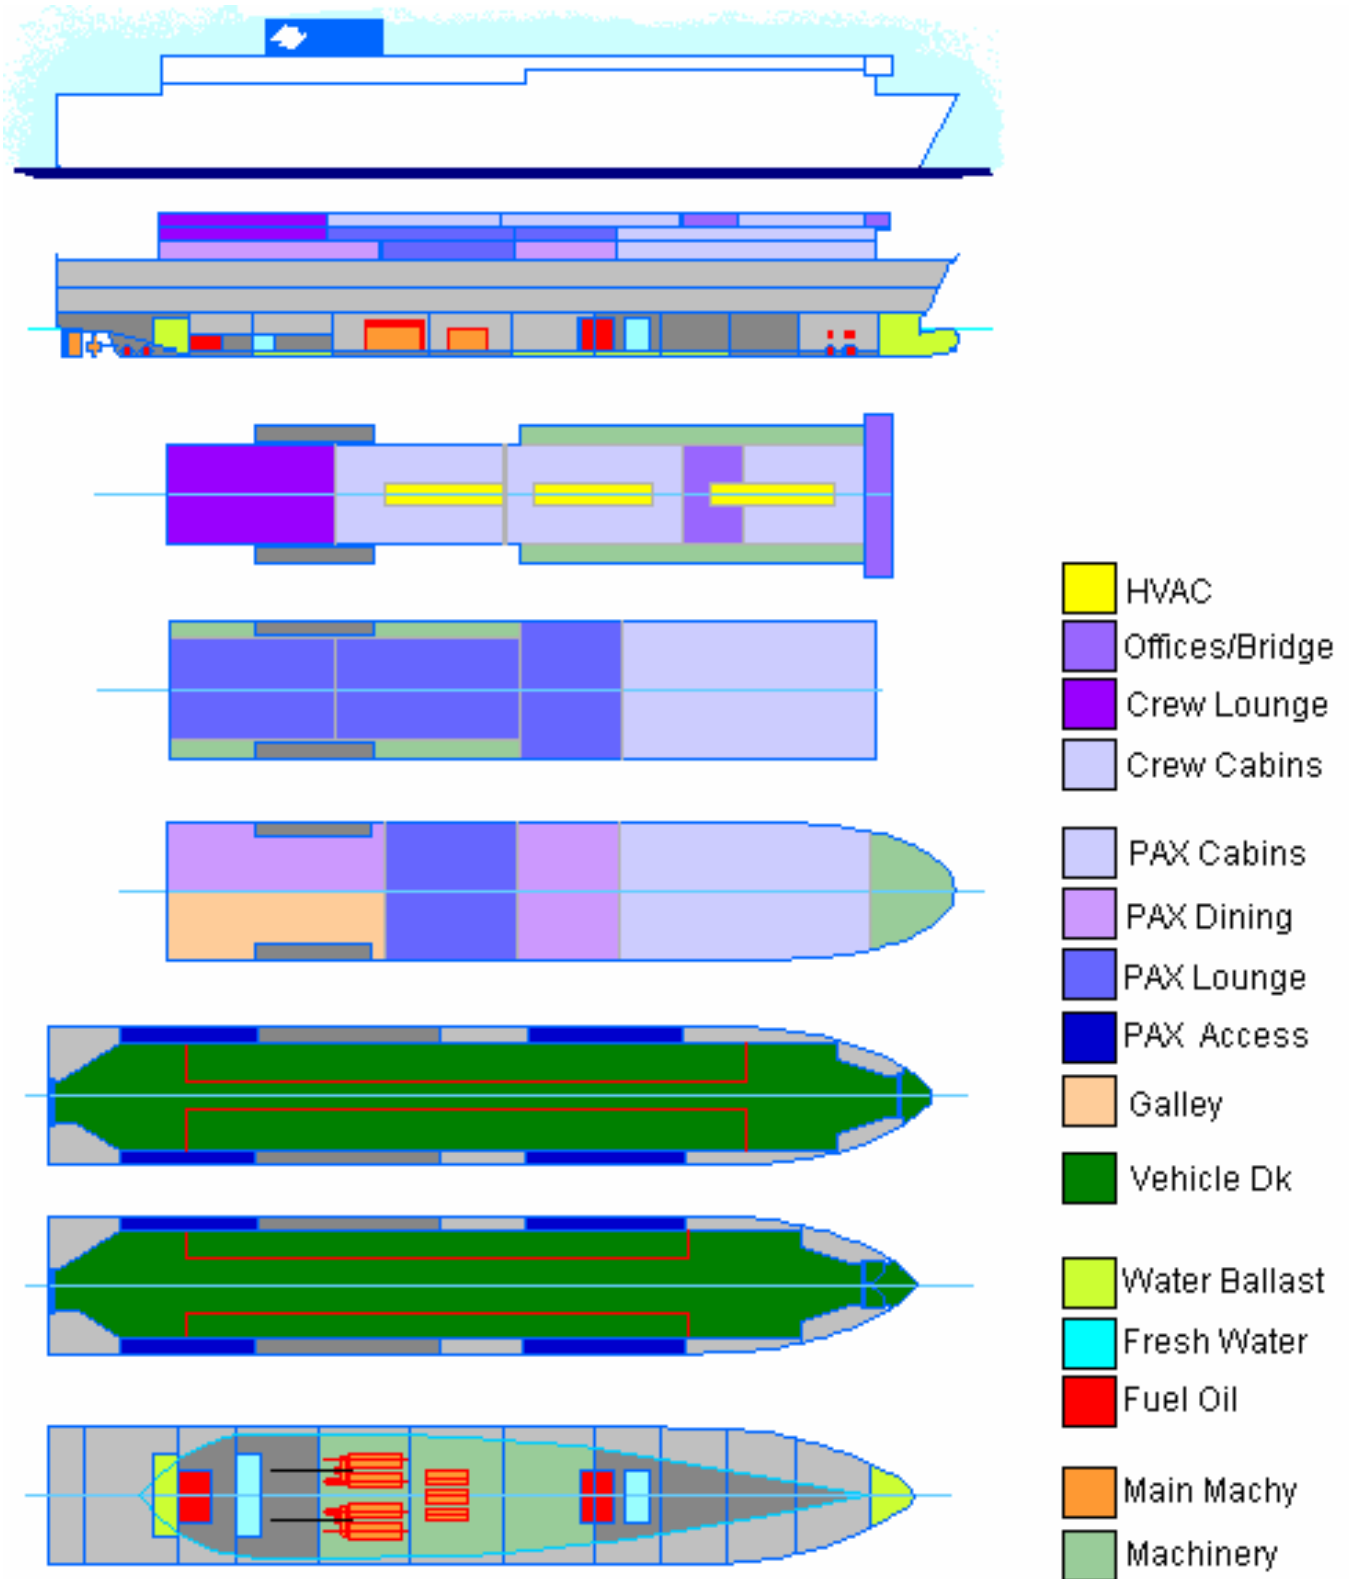 HVAC
Offices/Bridge
Crew Lounge
Crew Cabins
PAX Cabins
PAX Dining
PAX Lounge
PAX Access
Galley
Vehicle Dk
Water Ballast
Fresh Water
Fuel Oil
Main Machy
Machinery